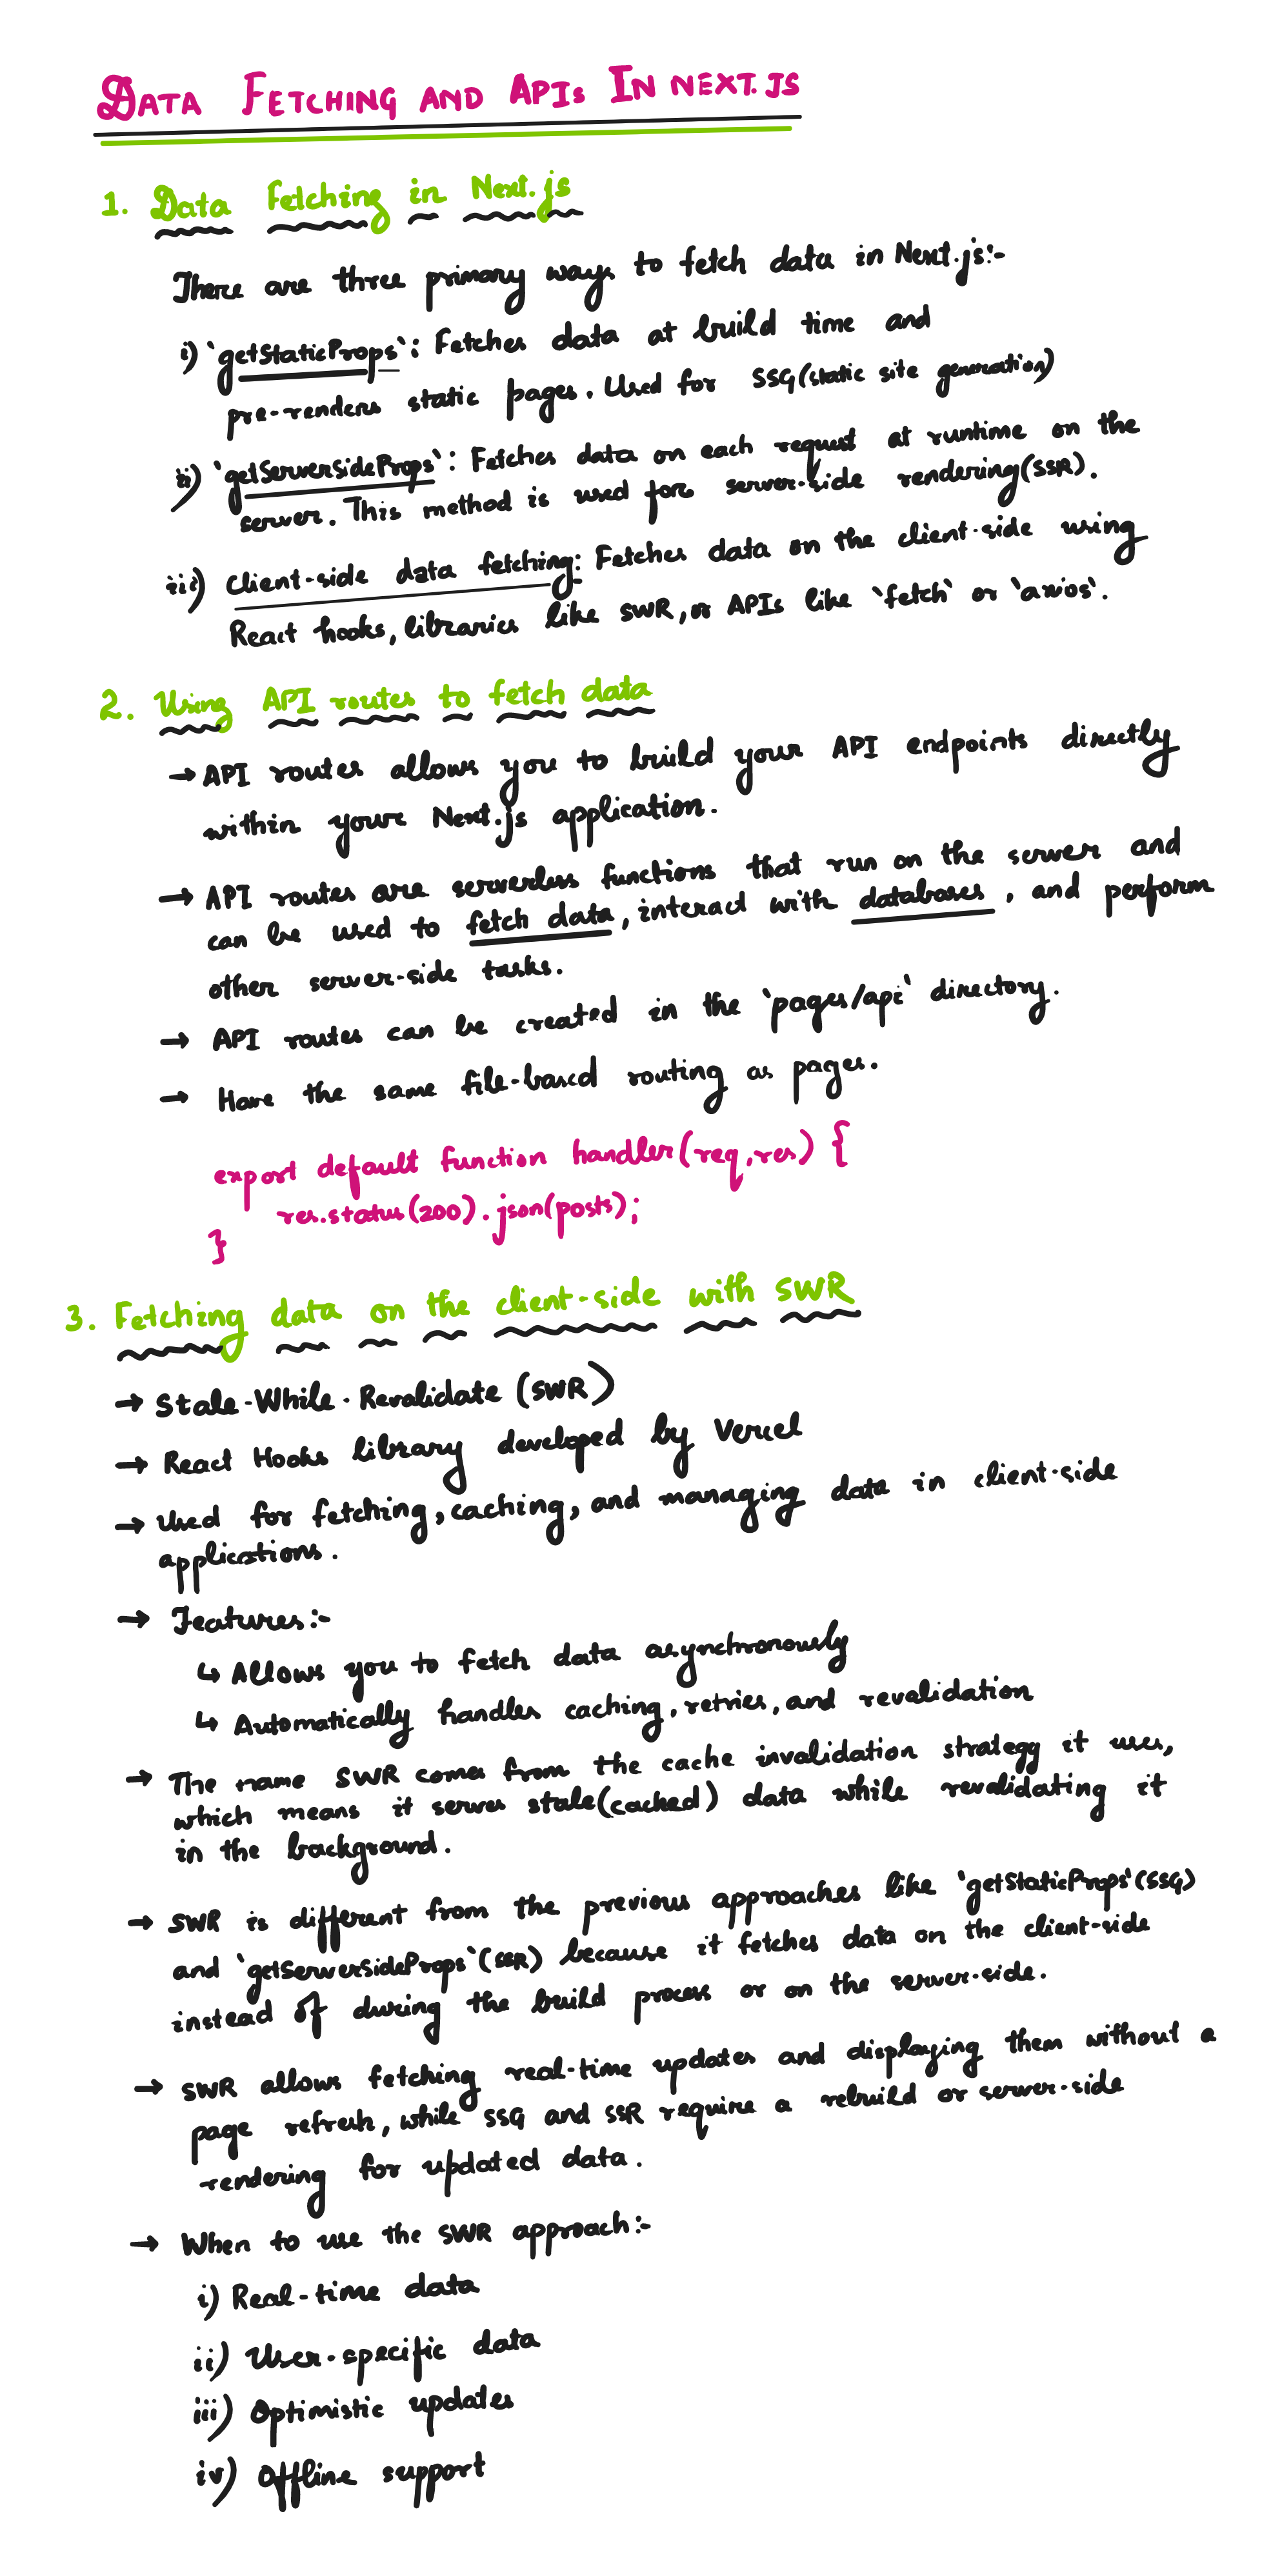 DATA FETCHING AND APIs IN NEXT.JS
1. Data Fetching in Next.js
There are three primary ways to fetch data in Next.js:-
i) `getStaticProps`: Fetches data at build time and
pre-renders static pages. Used for SSG(static site generation)
ii) `getServerSideProps`: Fetches data on each request at runtime on the
server. This method is used for server-side rendering(SSR).
iii) Client-side data fetching: Fetches data on the client-side using
React hooks, libraries like SWR, or APIs like `fetch` or `axios`.
2. Using API routes to fetch data
→ API routes allows you to build your API endpoints directly
within your Next.js application.
→ API routes are serverless functions that run on the server and
can be used to fetch data, interact with databases, and perform
other server-side tasks.
→ API routes can be created in the `pages/api` directory.
→ Have the same file-based routing as pages.
export default function handler(req, res) {
res.status(200).json(posts);
}
3. Fetching data on the client-side with SWR
→ Stale-While-Revalidate (SWR)
→ React Hooks library developed by Vercel
→ Used for fetching, caching, and managing data in client-side
applications.
→ Features:-
↳ Allows you to fetch data asynchronously
↳ Automatically handles caching, retries, and revalidation
→ The name SWR comes from the cache invalidation strategy it uses,
which means it serves stale(cached) data while revalidating it
in the background.
→ SWR is different from the previous approaches like `getStaticProps`(SSG)
and `getServerSideProps`(SSR) because it fetches data on the client-side
instead of during the build process or on the server-side.
→ SWR allows fetching real-time updates and displaying them without a
page refresh, while SSG and SSR require a rebuild or server-side
rendering for updated data.
→ When to use the SWR approach:-
i) Real-time data
ii) User-specific data
iii) Optimistic updates
iv) Offline support